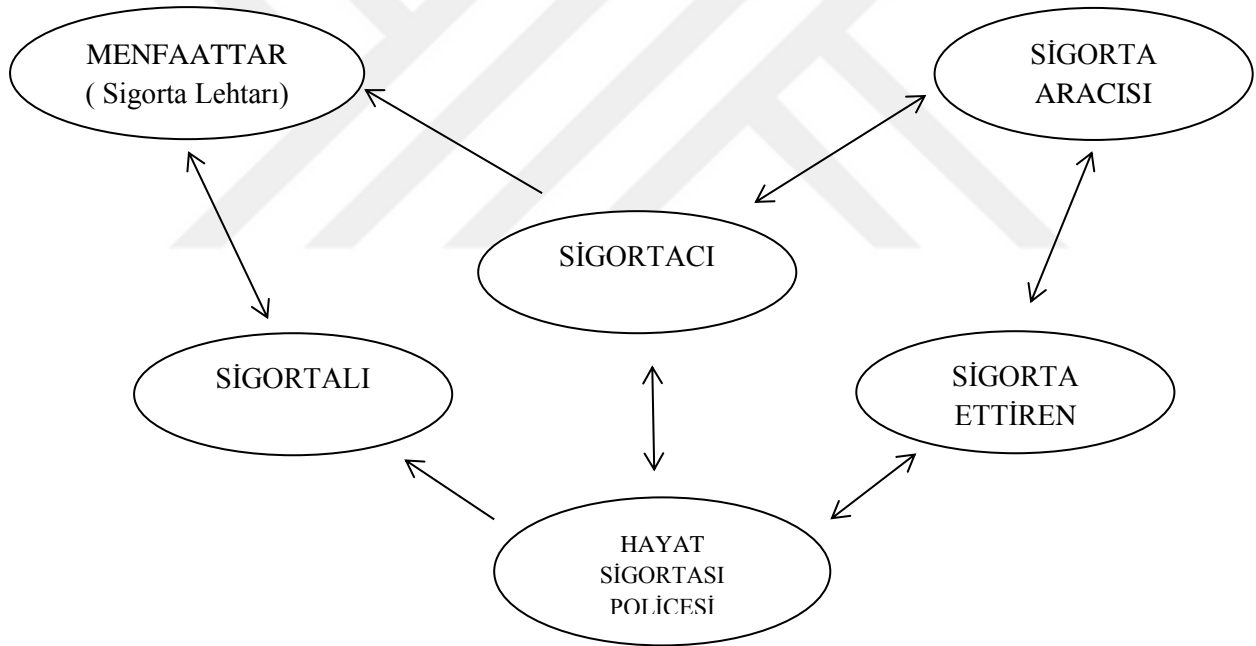 MENFAATTAR
( Sigorta Lehtarı)
SİGORTA
ARACISI
SİGORTACI
SİGORTALI
SİGORTA
ETTİREN
HAYAT
SİGORTASI
POLİÇESİ